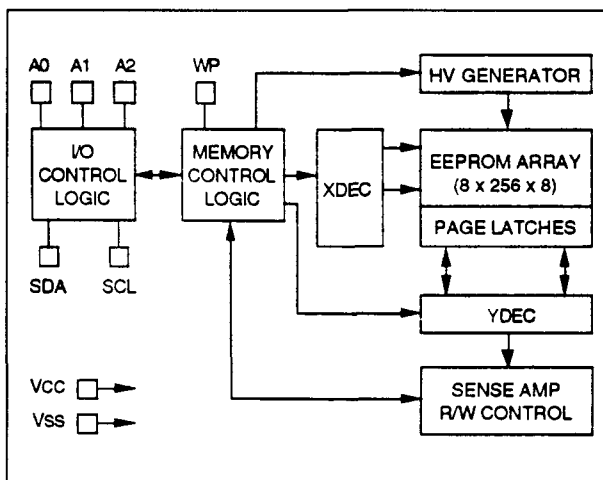 A0 A1 A2 WP
HV GENERATOR
I/O
CONTROL
LOGIC
MEMORY
CONTROL
LOGIC
XDEC
EEPROM ARRAY
(8 x 256 x 8)
PAGE LATCHES
SDA SCL
YDEC
VCC
VSS
SENSE AMP
R/W CONTROL